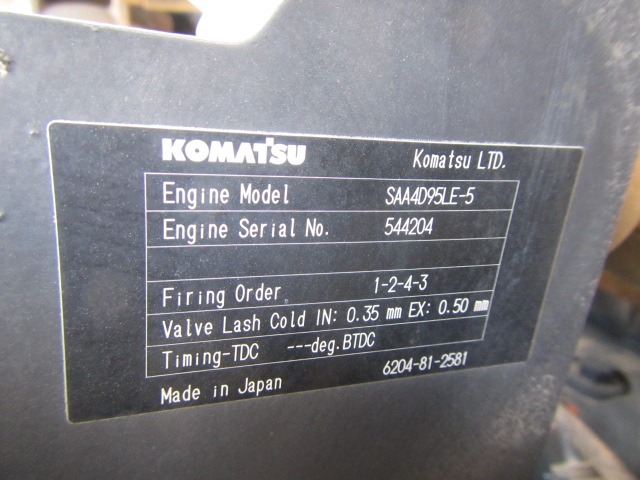 KOMATSU Komatsu LTD.
Engine Model SAA4D95LE-5
Engine Serial No. 544204
Firing Order 1-2-4-3
Valve Lash Cold IN: 0.35 mm EX: 0.50 mm
Timing-TDC ---deg.BTDC
Made in Japan 6204-81-2581